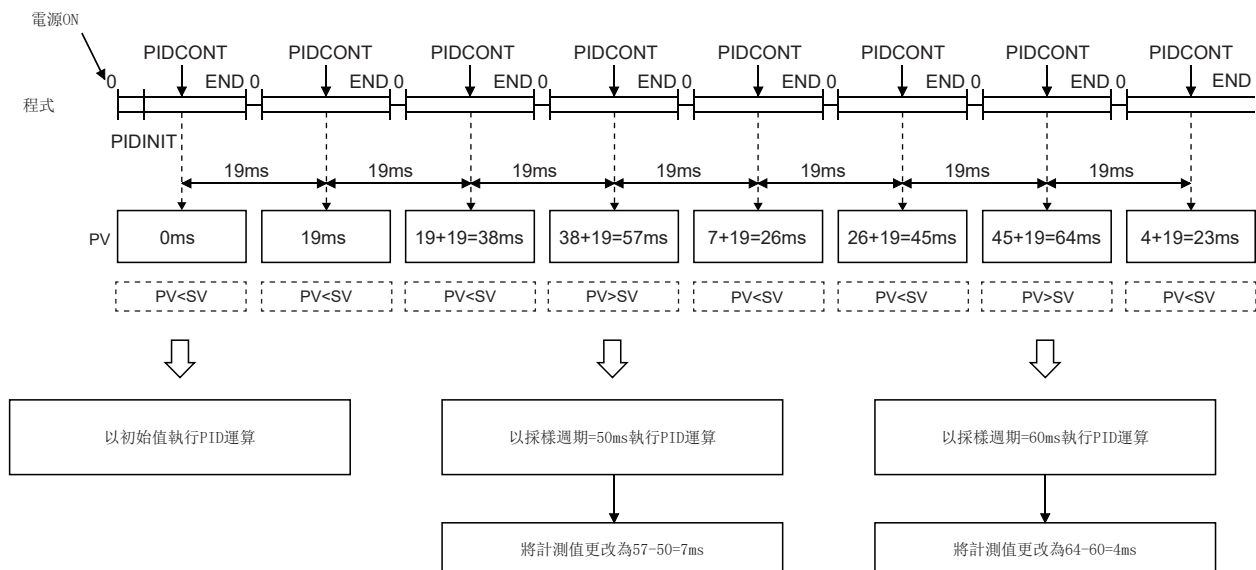 電源ON
PIDCONT PIDCONT PIDCONT PIDCONT PIDCONT PIDCONT PIDCONT PIDCONT
0 END 0 END 0 END 0 END 0 END 0 END 0 END 0 END
程式
PIDINIT
19ms 19ms 19ms 19ms 19ms 19ms 19ms
PV 0ms 19ms 19+19=38ms 38+19=57ms 7+19=26ms 26+19=45ms 45+19=64ms 4+19=23ms
PV<SV PV<SV PV<SV PV>SV PV<SV PV<SV PV>SV PV<SV
以初始值執行PID運算 以採樣週期=50ms執行PID運算 以採樣週期=60ms執行PID運算
將計測值更改為57-50=7ms 將計測值更改為64-60=4ms